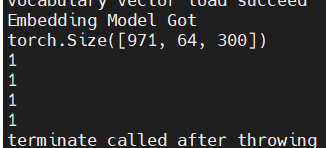 vocabulary vector load succeed
Embedding Model Got
torch.Size([971, 64, 300])
1
1
1
1
terminate called after throwing